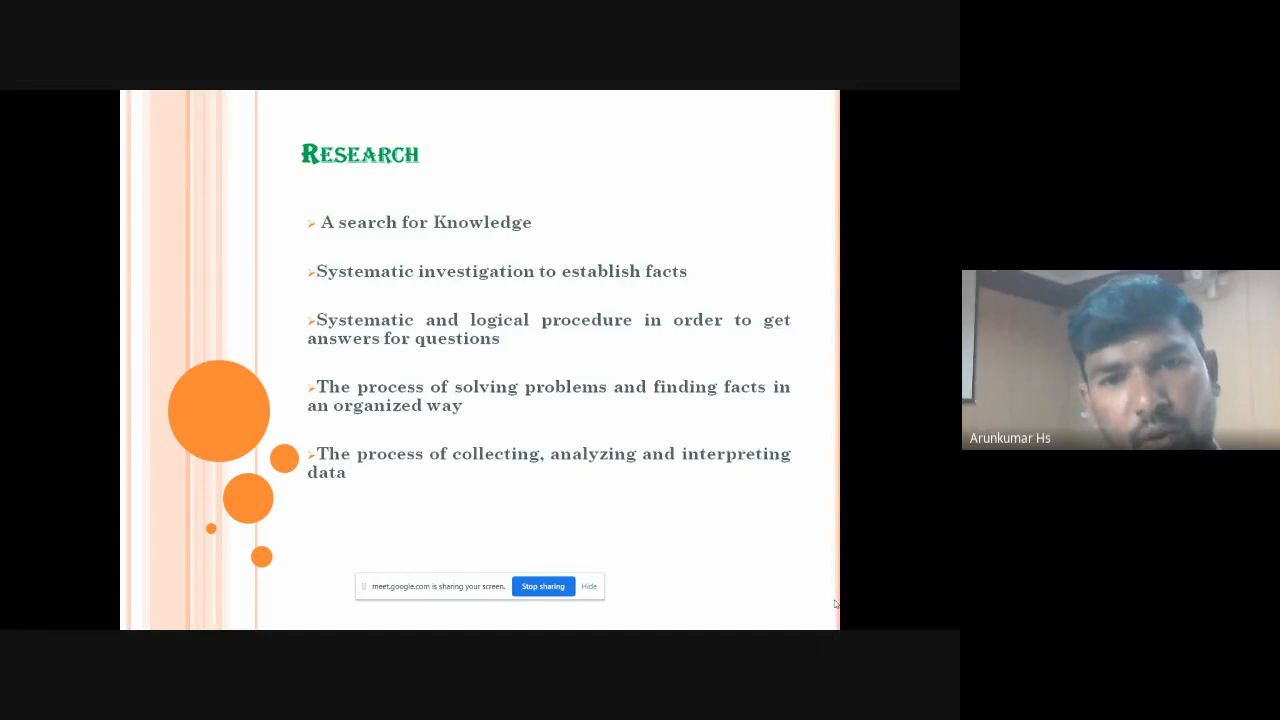 RESEARCH
A search for Knowledge
Systematic investigation to establish facts
Systematic and logical procedure in order to get
answers for questions
The process of solving problems and finding facts in
an organized way
The process of collecting, analyzing and interpreting
data
meet.google.com is sharing your screen. Stop sharing Hide
Arunkumar Hs